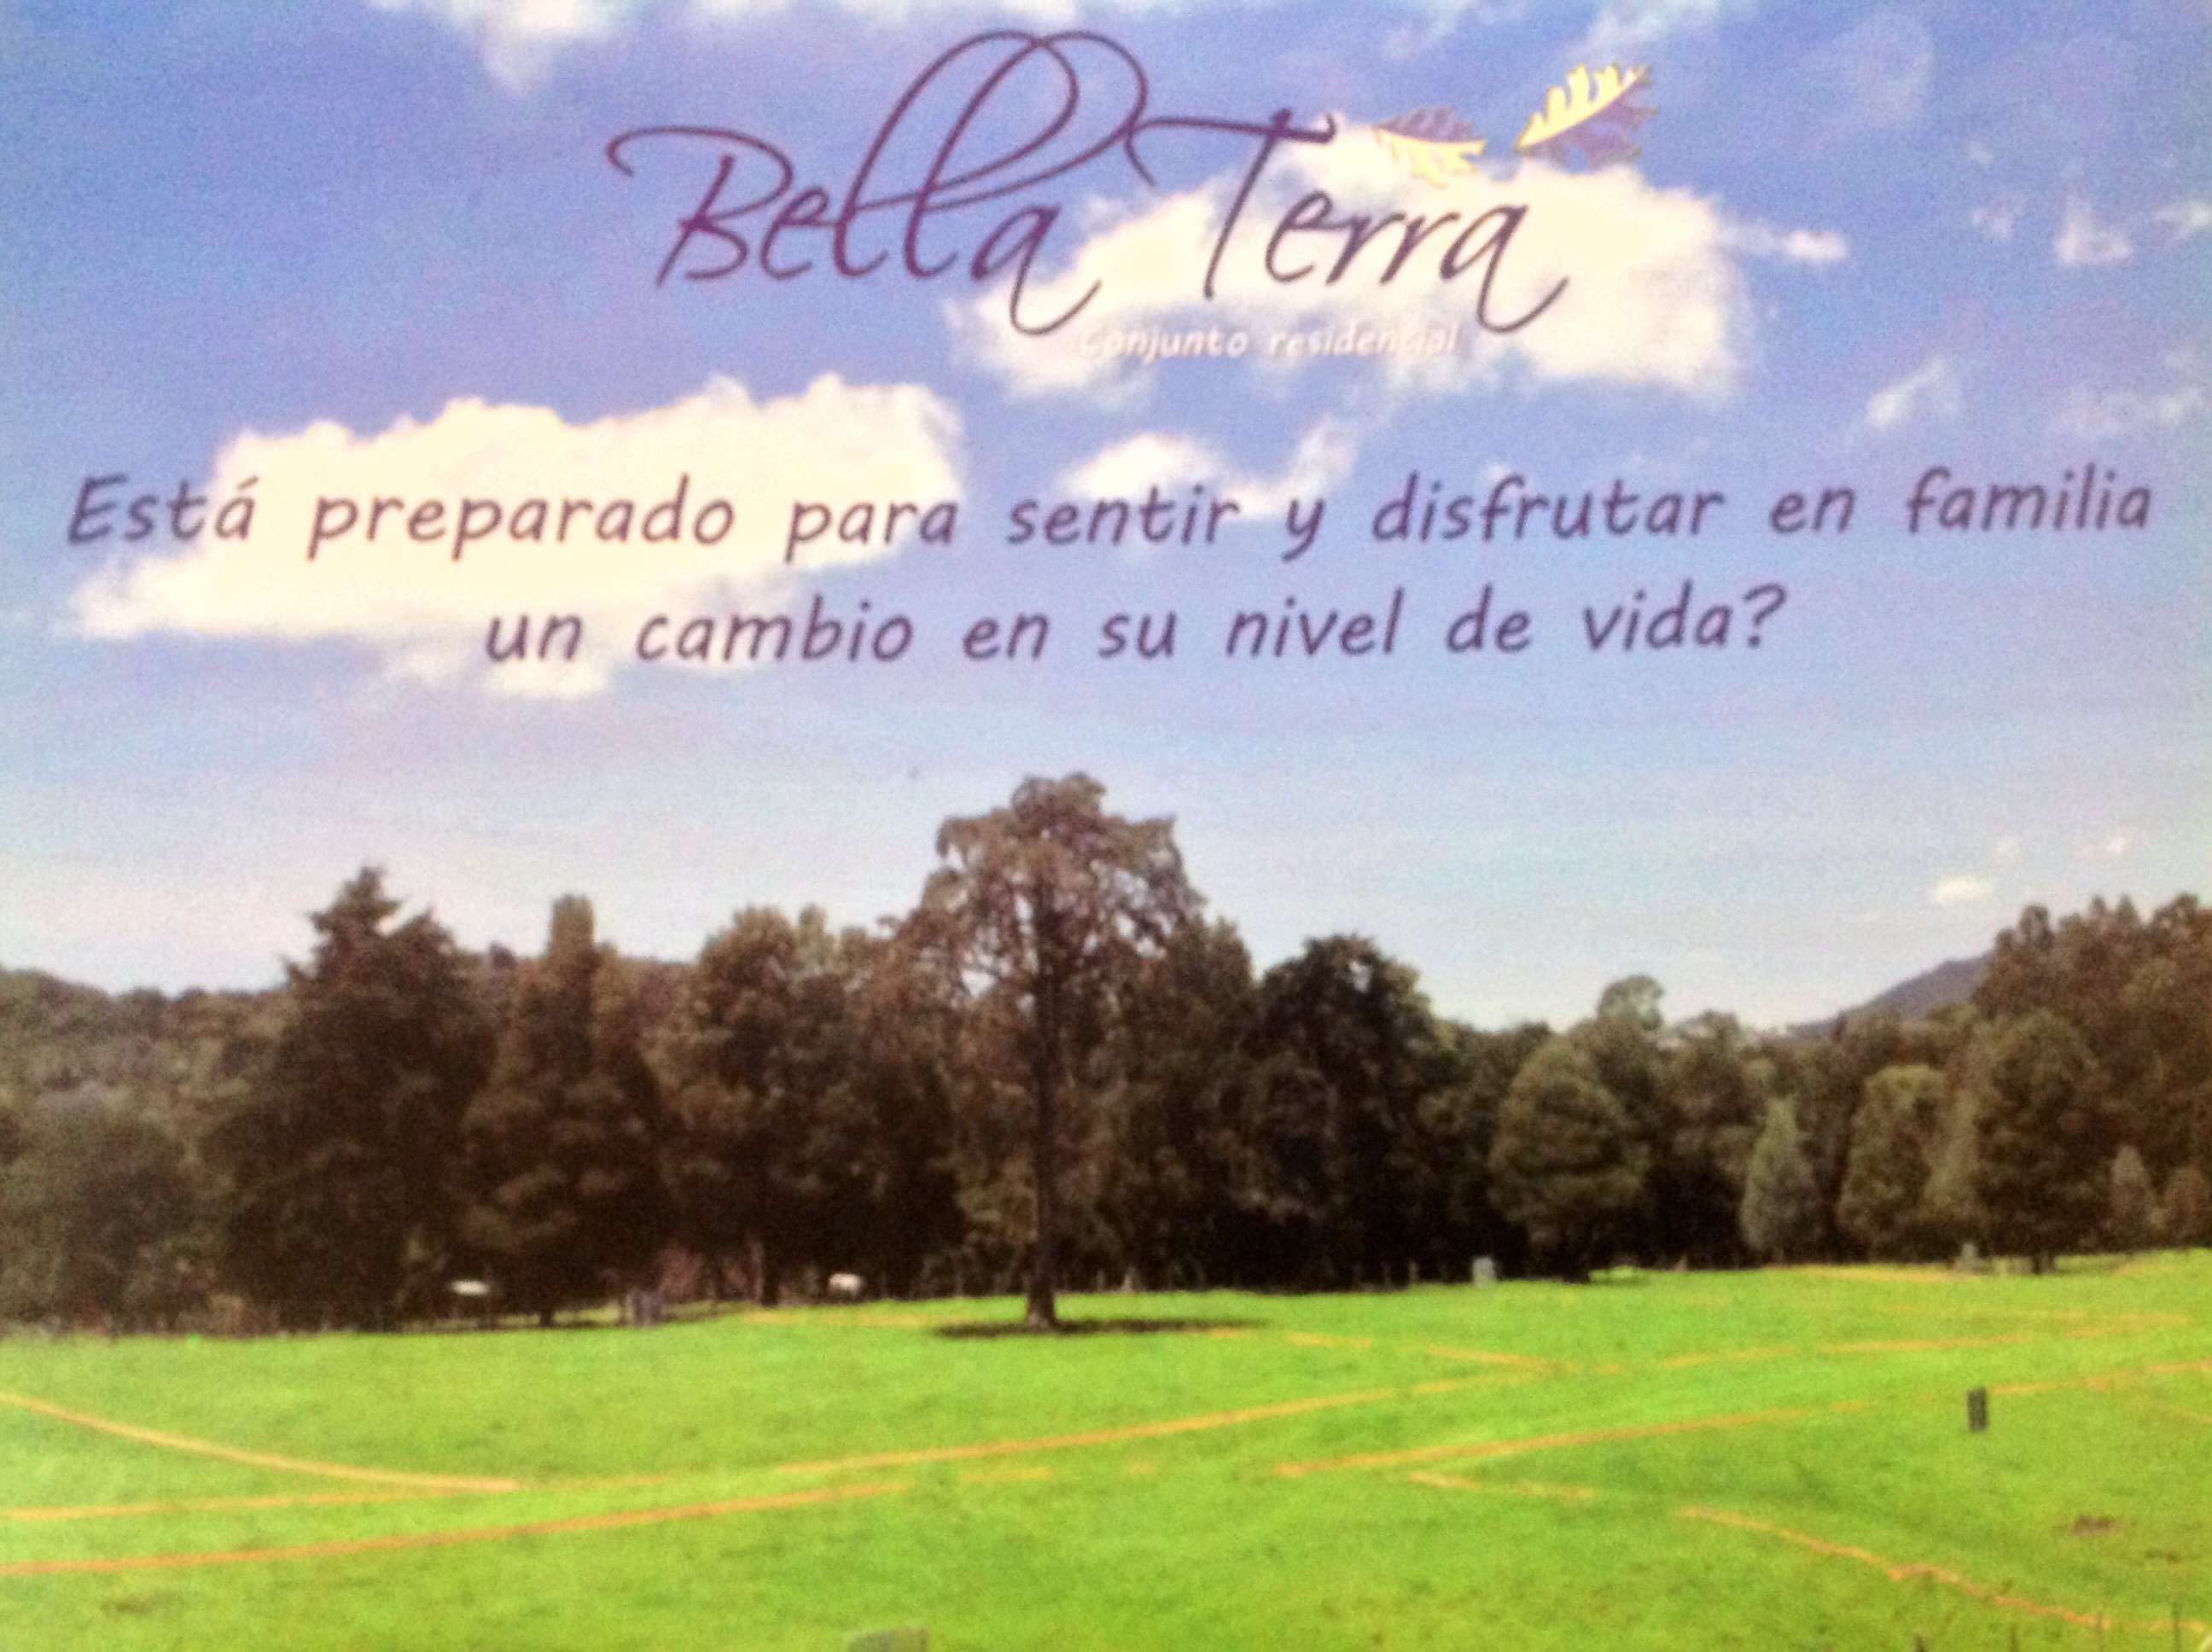 Bella Terra
Conjunto residencial
Está preparado para sentir y disfrutar en familia
un cambio en su nivel de vida?